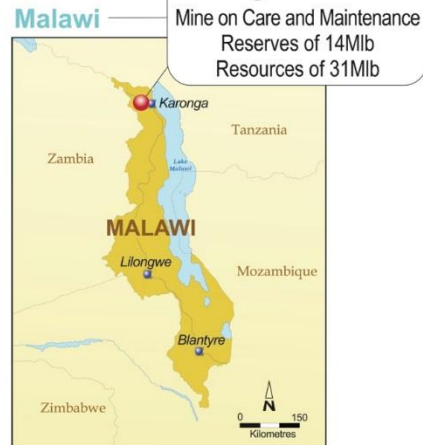 Malawi
Mine on Care and Maintenance
Reserves of 14Mlb
Resources of 31Mlb
Karonga
Tanzania
Zambia
Lake
Malawi
MALAWI
Lilongwe
Mozambique
Blantyre
Zimbabwe
N
0 150
Kilometres